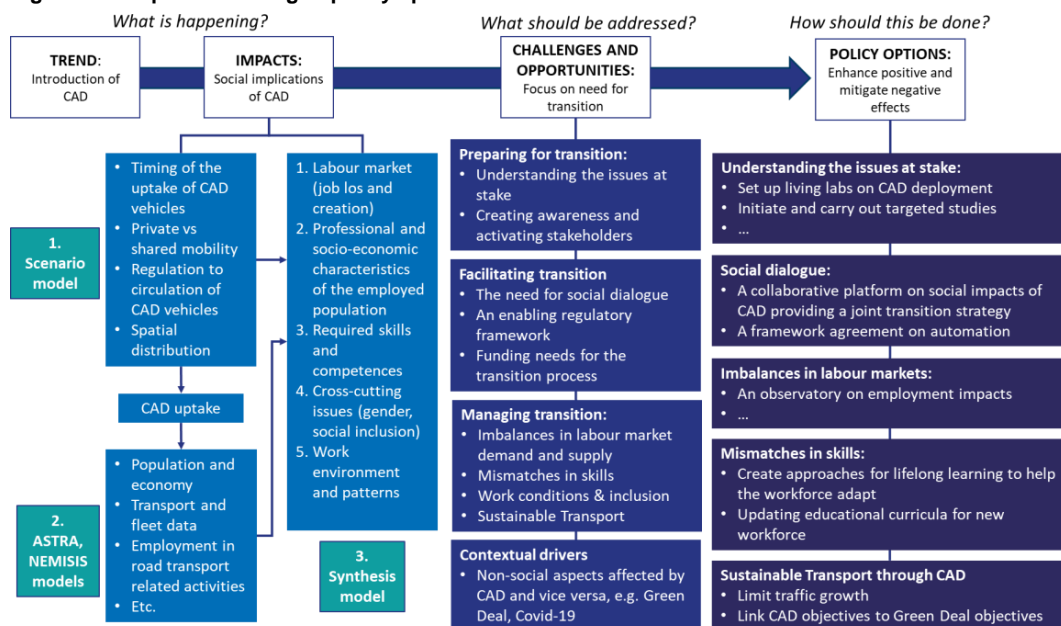 What is happening?
What should be addressed?
How should this be done?
TREND:
Introduction of
CAD
IMPACTS:
Social implications
of CAD
CHALLENGES AND
OPPORTUNITIES:
Focus on need for
transition
POLICY OPTIONS:
Enhance positive and
mitigate negative
effects
1.
Scenario
model
• Timing of the
uptake of CAD
vehicles
• Private vs
shared mobility
• Regulation to
circulation of
CAD vehicles
• Spatial
distribution
CAD uptake
2.
ASTRA,
NEMISIS
models
• Population and
economy
• Transport and
fleet data
• Employment in
road transport
related activities
• Etc.
1. Labour market
(job los and
creation)
2. Professional and
socio-economic
characteristics
of the employed
population
3. Required skills
and
competences
4. Cross-cutting
issues (gender,
social inclusion)
5. Work
environment
and patterns
3.
Synthesis
model
Preparing for transition:
• Understanding the issues at
stake
• Creating awareness and
activating stakeholders
Facilitating transition
• The need for social dialogue
• An enabling regulatory
framework
• Funding needs for the
transition process
Managing transition:
• Imbalances in labour market
demand and supply
• Mismatches in skills
• Work conditions & inclusion
• Sustainable Transport
Contextual drivers
• Non-social aspects affected by
CAD and vice versa, e.g. Green
Deal, Covid-19
Understanding the issues at stake:
• Set up living labs on CAD deployment
• Initiate and carry out targeted studies
• ...
Social dialogue:
• A collaborative platform on social impacts of
CAD providing a joint transition strategy
• A framework agreement on automation
Imbalances in labour markets:
• An observatory on employment impacts
• ...
Mismatches in skills:
• Create approaches for lifelong learning to help
the workforce adapt
• Updating educational curricula for new
workforce
Sustainable Transport through CAD
• Limit traffic growth
• Link CAD objectives to Green Deal objectives